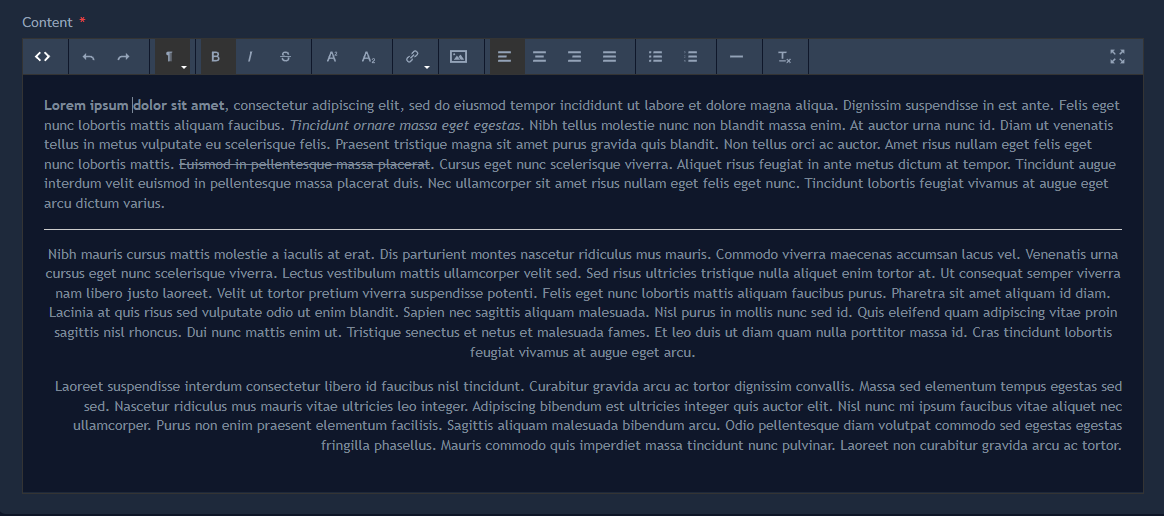 Content *
Lorem ipsum dolor sit amet, consectetur adipiscing elit, sed do eiusmod tempor incididunt ut labore et dolore magna aliqua. Dignissim suspendisse in est ante. Felis eget
nunc lobortis mattis aliquam faucibus. Tincidunt ornare massa eget egestas. Nibh tellus molestie nunc non blandit massa enim. At auctor urna nunc id. Diam ut venenatis
tellus in metus vulputate eu scelerisque felis. Praesent tristique magna sit amet purus gravida quis blandit. Non tellus orci ac auctor. Amet risus nullam eget felis eget
nunc lobortis mattis. Euismod in pellentesque massa placerat. Cursus eget nunc scelerisque viverra. Aliquet risus feugiat in ante metus dictum at tempor. Tincidunt augue
interdum velit euismod in pellentesque massa placerat duis. Nec ullamcorper sit amet risus nullam eget felis eget nunc. Tincidunt lobortis feugiat vivamus at augue eget
arcu dictum varius.
Nibh mauris cursus mattis molestie a iaculis at erat. Dis parturient montes nascetur ridiculus mus mauris. Commodo viverra maecenas accumsan lacus vel. Venenatis urna
cursus eget nunc scelerisque viverra. Lectus vestibulum mattis ullamcorper velit sed. Sed risus ultricies tristique nulla aliquet enim tortor at. Ut consequat semper viverra
nam libero justo laoreet. Velit ut tortor pretium viverra suspendisse potenti. Felis eget nunc lobortis mattis aliquam faucibus purus. Pharetra sit amet aliquam id diam.
Lacinia at quis risus sed vulputate odio ut enim blandit. Sapien nec sagittis aliquam malesuada. Nisl purus in mollis nunc sed id. Quis eleifend quam adipiscing vitae proin
sagittis nisl rhoncus. Dui nunc mattis enim ut. Tristique senectus et netus et malesuada fames. Et leo duis ut diam quam nulla porttitor massa id. Cras tincidunt lobortis
feugiat vivamus at augue eget arcu.
Laoreet suspendisse interdum consectetur libero id faucibus nisl tincidunt. Curabitur gravida arcu ac tortor dignissim convallis. Massa sed elementum tempus egestas sed
sed. Nascetur ridiculus mus mauris vitae ultricies leo integer. Adipiscing bibendum est ultricies integer quis auctor elit. Nisl nunc mi ipsum faucibus vitae aliquet nec
ullamcorper. Purus non enim praesent elementum facilisis. Sagittis aliquam malesuada bibendum arcu. Odio pellentesque diam volutpat commodo sed egestas egestas
fringilla phasellus. Mauris commodo quis imperdiet massa tincidunt nunc pulvinar. Laoreet non curabitur gravida arcu ac tortor.